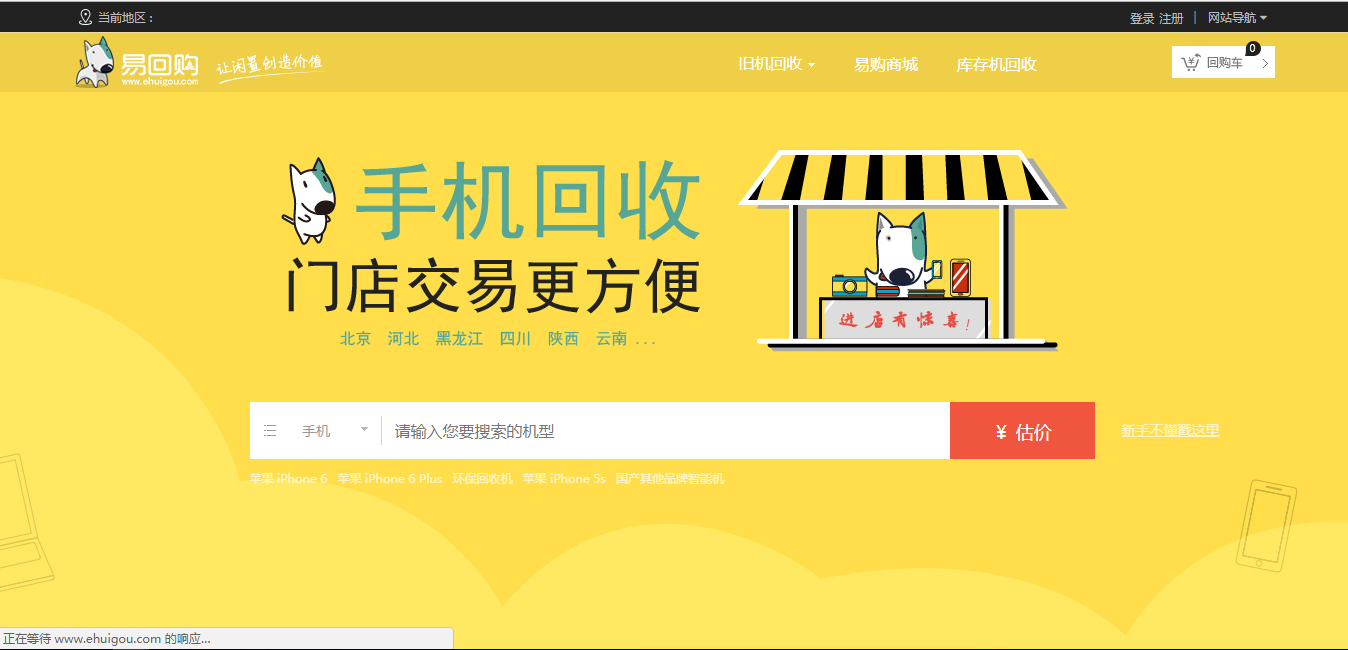 当前地区： 登录 注册 | 网站导航
易回购 让闲置创造价值 旧机回收 易购商城 库存机回收 回购车 0
www.ehuigou.com
手机回收
门店交易更方便
北京 河北 黑龙江 四川 陕西 云南 ...
进店有惊喜！
手机 请输入您要搜索的机型 ¥ 估价 新手不懂戳这里
苹果 iPhone 6 苹果 iPhone 6 Plus 环保回收机 苹果 iPhone 5s 国产其他品牌智能机
正在等待 www.ehuigou.com 的响应...